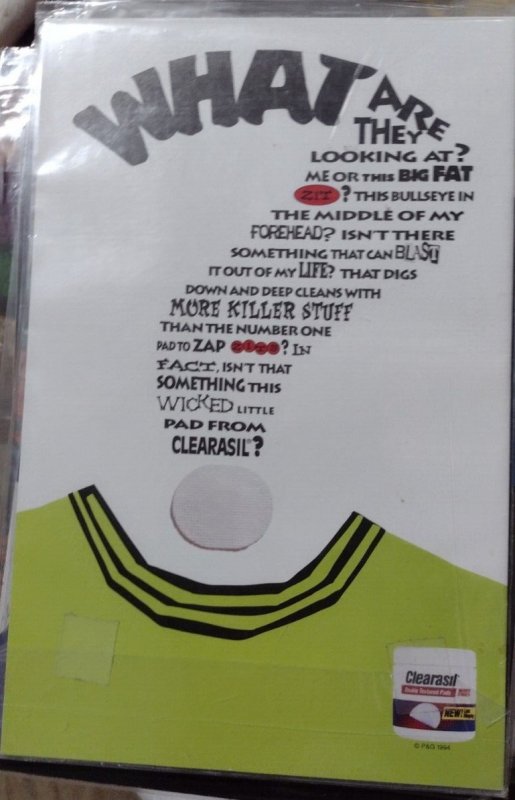 WHAT ARE
THEY
LOOKING AT?
ME OR THIS BIG FAT
ZIT? THIS BULLSEYE IN
THE MIDDLE OF MY
FOREHEAD? ISN'T THERE
SOMETHING THAT CAN BLAST
IT OUT OF MY LIFE? THAT DIGS
DOWN AND DEEP CLEANS WITH
MORE KILLER STUFF
THAN THE NUMBER ONE
PAD TO ZAP ZITS? IN
FACT, ISN'T THAT
SOMETHING THIS
WICKED LITTLE
PAD FROM
CLEARASIL®?
Clearasil
Double Textured Pads
NEW!
© P&G 1994